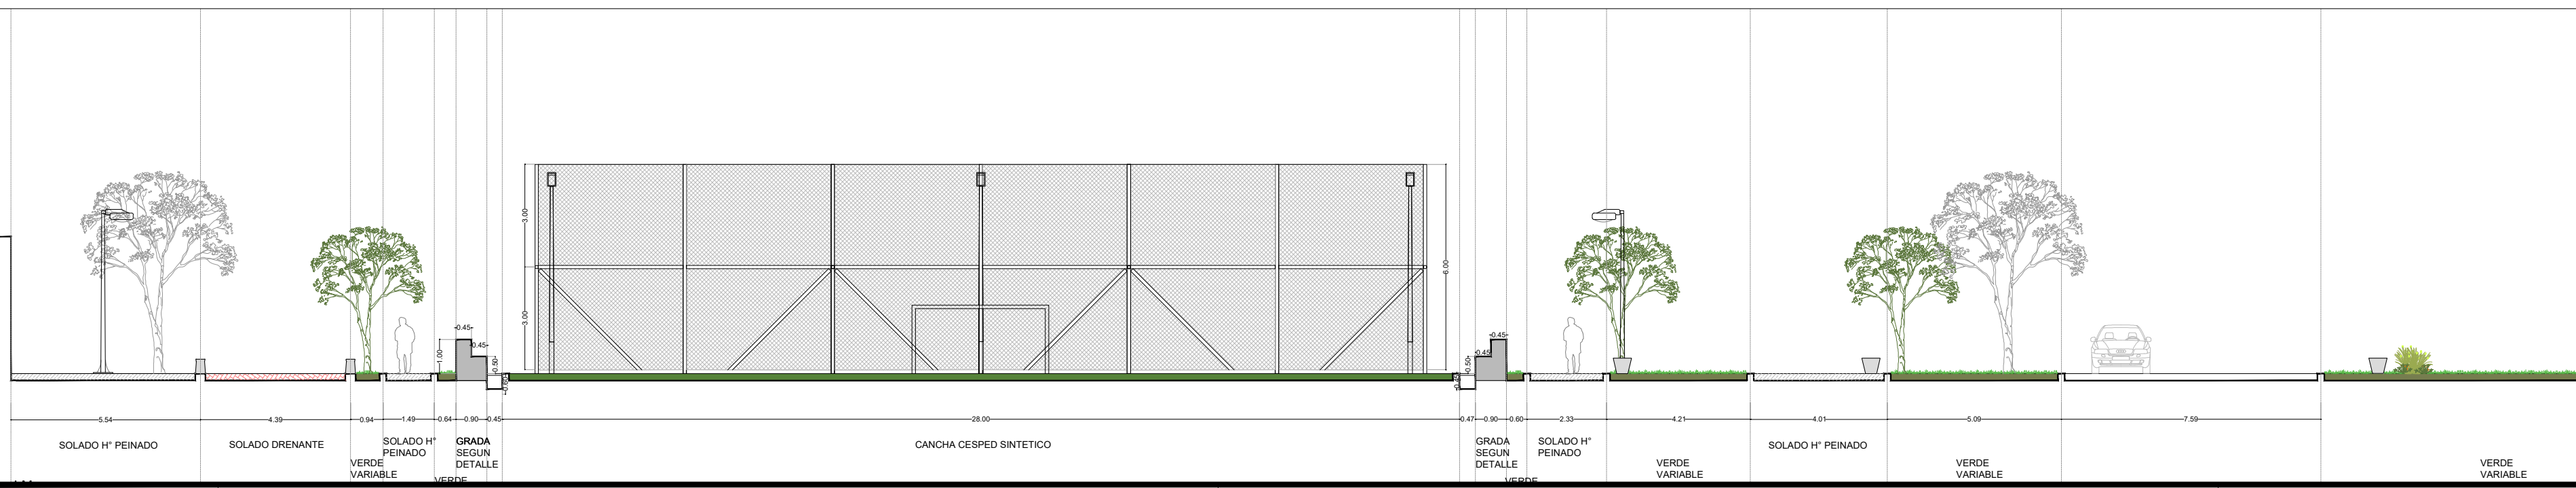 3.00
3.00
6.00
0.45
0.45
1.00
0.50
0.45
0.45
0.50
5.54
4.39
0.94
1.49
0.64
0.90
0.45
28.00
0.47
0.90
0.60
2.33
4.21
4.01
5.09
7.59
SOLADO H° PEINADO
SOLADO DRENANTE
VERDE
VARIABLE
SOLADO H°
PEINADO
VERDE
GRADA
SEGUN
DETALLE
CANCHA CESPED SINTETICO
GRADA
SEGUN
DETALLE
VERDE
SOLADO H°
PEINADO
VERDE
VARIABLE
SOLADO H° PEINADO
VERDE
VARIABLE
VERDE
VARIABLE